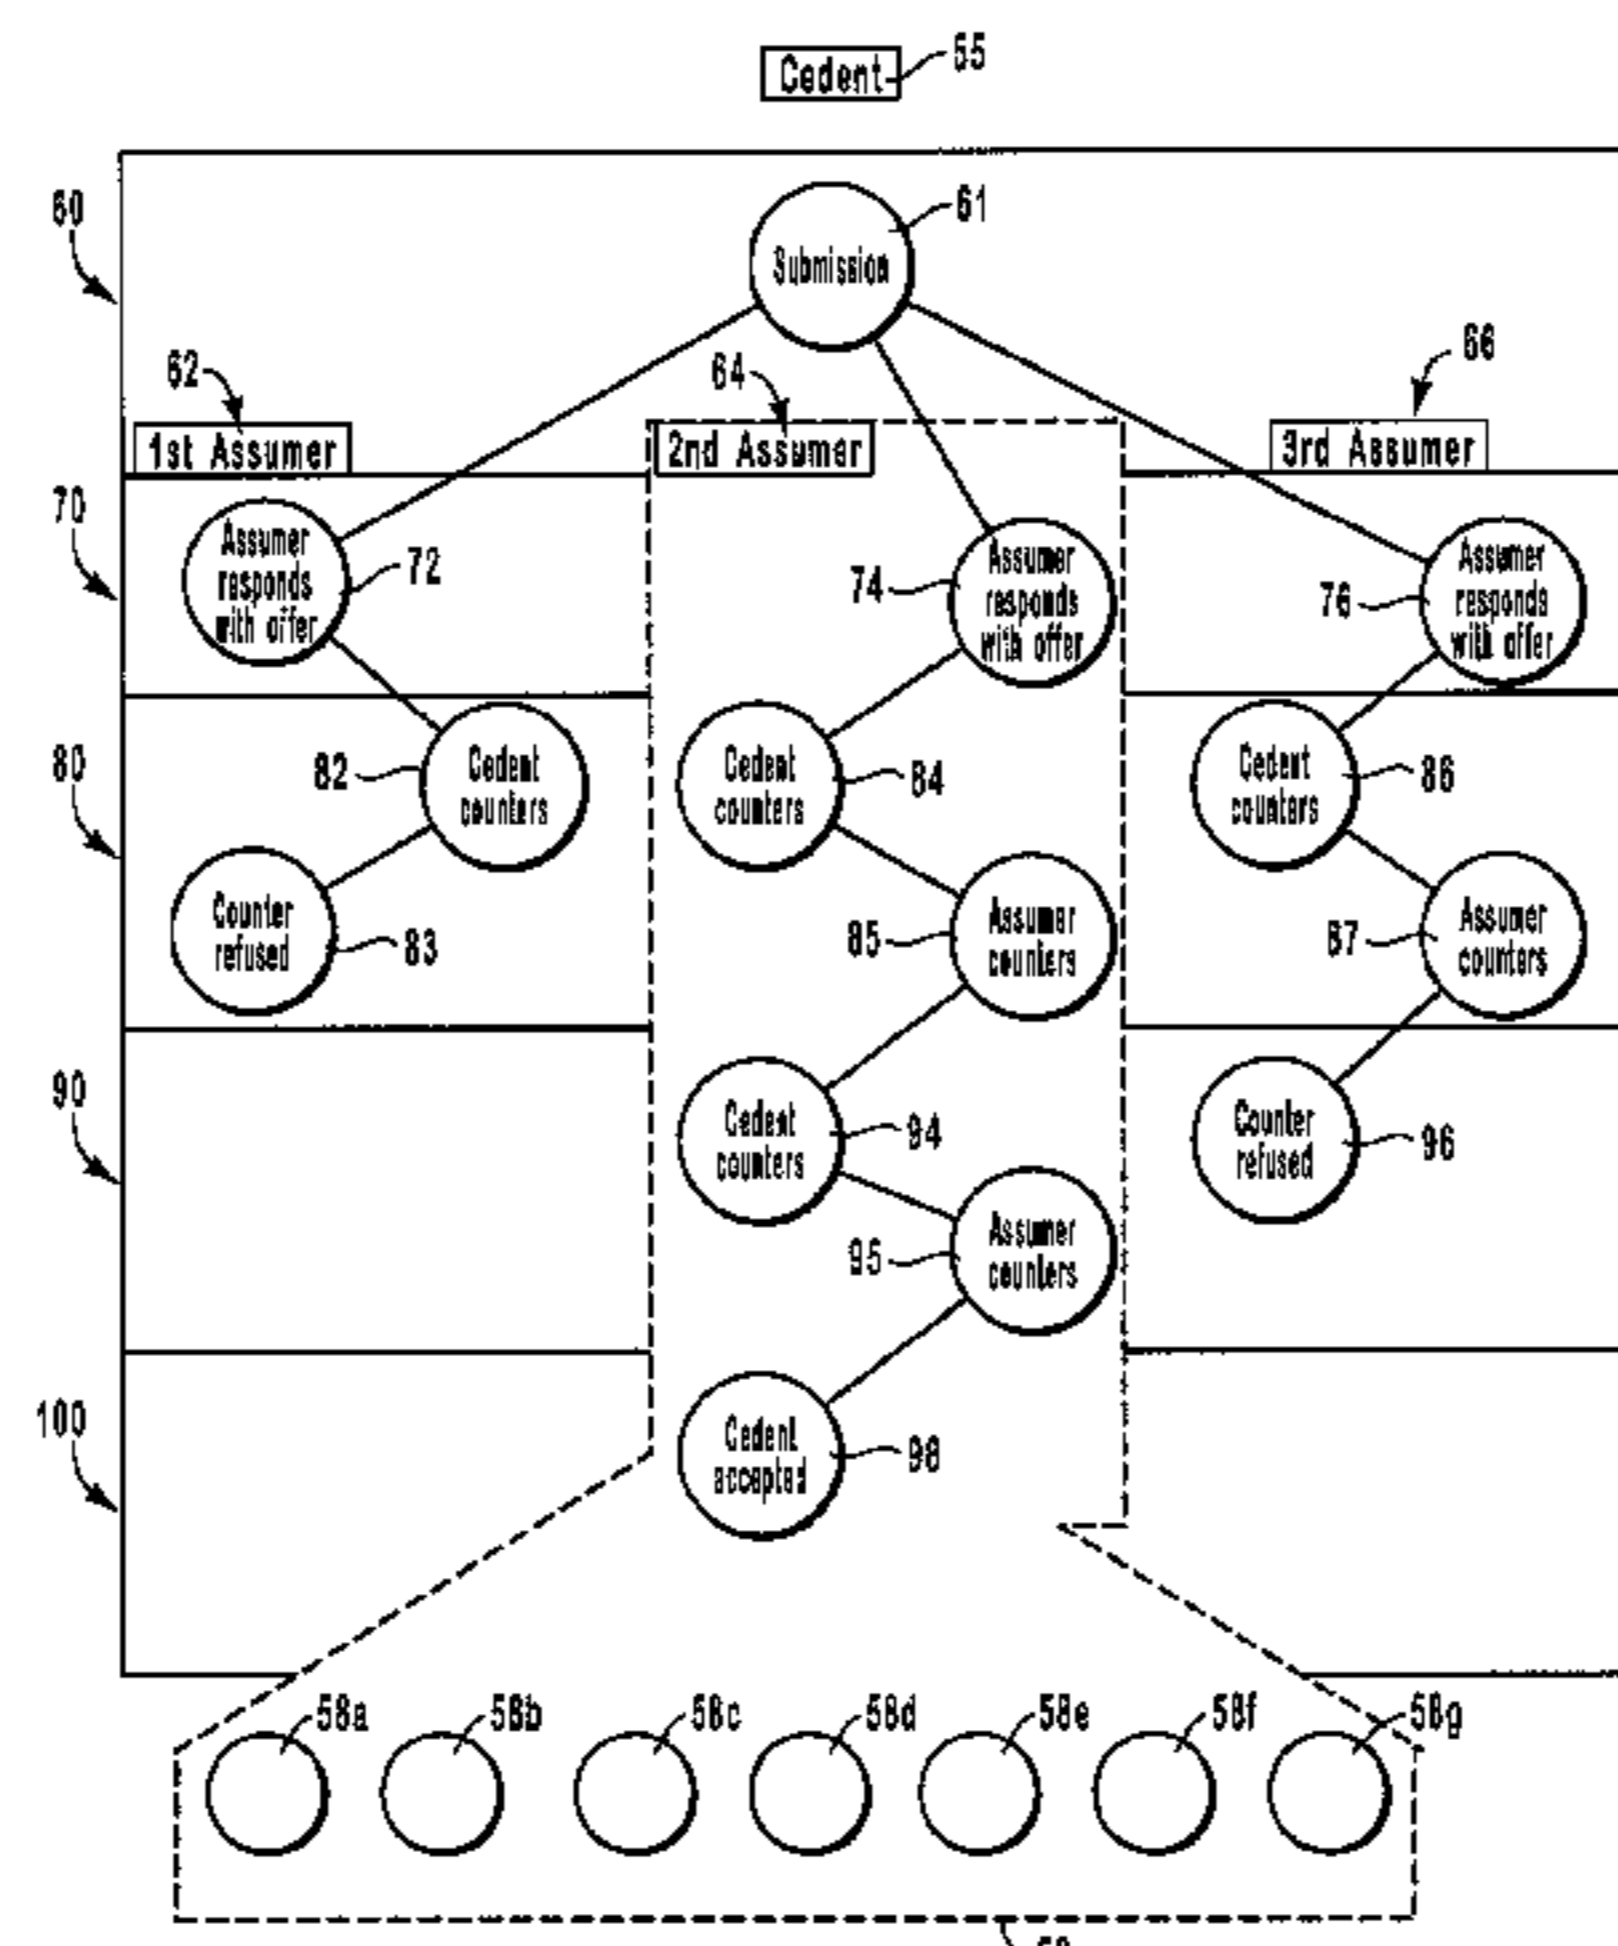 Cedent
55
60
61
Submission
62
64
66
1st Assumer
2nd Assumer
3rd Assumer
70
Assumer
responds
with offer
72
74
Assumer
responds
with offer
76
Assumer
responds
with offer
80
82
Cedent
counters
Cedent
counters
84
Cedent
counters
86
Counter
refused
83
85
Assumer
counters
87
Assumer
counters
90
Cedent
counters
94
Counter
refused
96
95
Assumer
counters
100
Cedent
accepted
98
58a
58b
58c
58d
58e
58f
58g